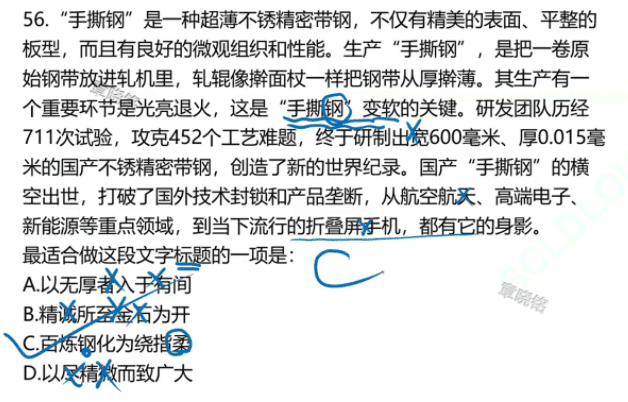 56.“手撕钢”是一种超薄不锈精密带钢，不仅有精美的表面、平整的
板型，而且有良好的微观组织和性能。生产“手撕钢”，是把一卷原
始钢带放进轧机里，轧辊像擀面杖一样把钢带从厚擀薄。其生产有一
个重要环节是光亮退火，这是“手撕钢”变软的关键。研发团队历经
711次试验，攻克452个工艺难题，终于研制出宽600毫米、厚0.015毫
米的国产不锈精密带钢，创造了新的世界纪录。国产“手撕钢”的横
空出世，打破了国外技术封锁和产品垄断，从航空航天、高端电子、
新能源等重点领域，到当下流行的折叠屏手机，都有它的身影。
最适合做这段文字标题的一项是：
C
A.以无厚者入于有间
B.精诚所至金石为开
章晓铭
C.百炼钢化为绕指柔
D.以尽精微而致广大